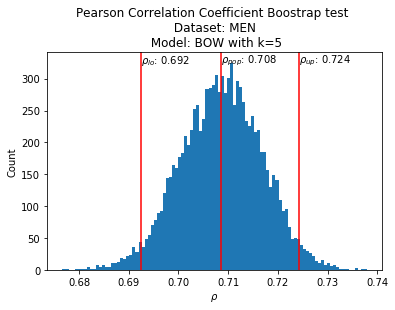 Pearson Correlation Coefficient Boostrap test
Dataset: MEN
Model: BOW with k=5
ρlo: 0.692 ρpop: 0.708 ρup: 0.724
300
250
200
150
100
50
0
Count
0.68 0.69 0.70 0.71 0.72 0.73 0.74
ρ